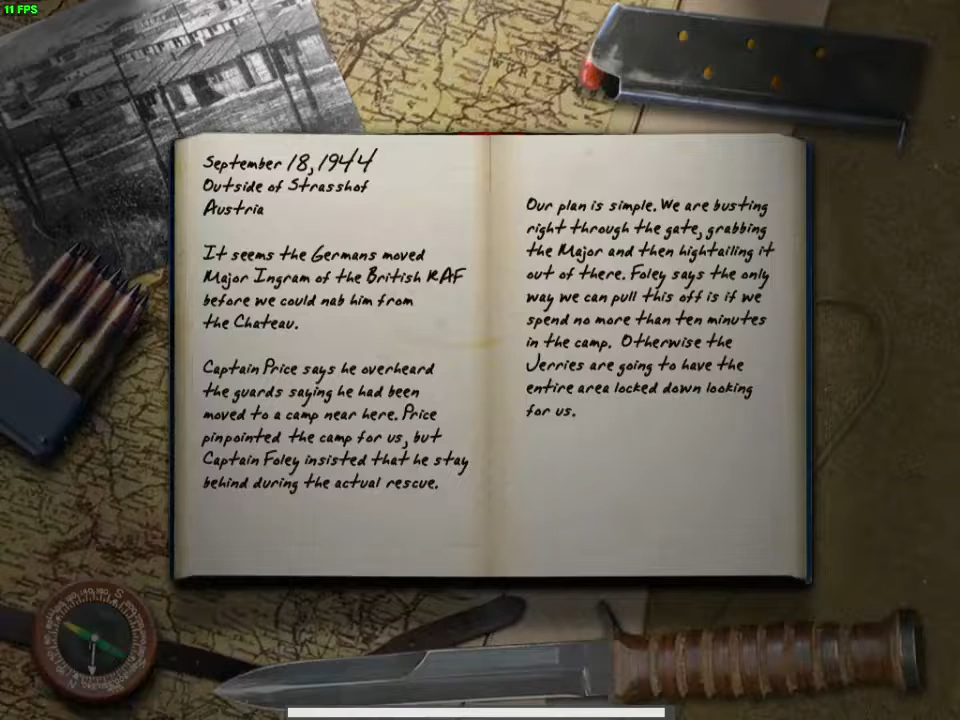 11 FPS
September 18, 1944
Outside of Strasshof
Austria
It seems the Germans moved
Major Ingram of the British RAF
before we could nab him from
the Chateau.
Captain Price says he overheard
the guards saying he had been
moved to a camp near here. Price
pinpointed the camp for us, but
Captain Foley insisted that he stay
behind during the actual rescue.
Our plan is simple. We are busting
right through the gate, grabbing
the Major and then hightailing it
out of there. Foley says the only
way we can pull this off is if we
spend no more than ten minutes
in the camp. Otherwise the
Jerries are going to have the
entire area locked down looking
for us.